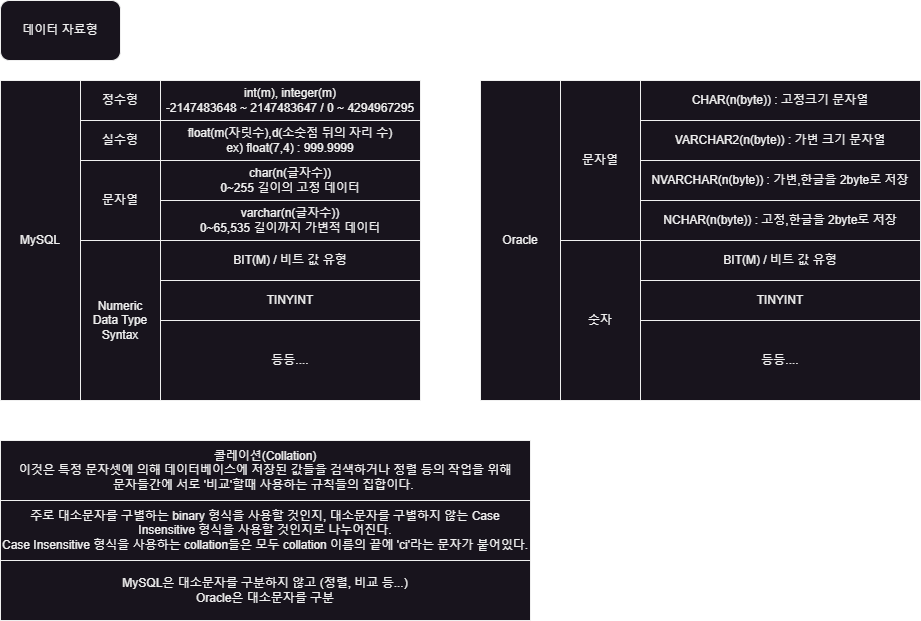 데이터 자료형
MySQL
정수형
int(m), integer(m)
-2147483648 ~ 2147483647 / 0 ~ 4294967295
실수형
float(m(자릿수),d(소숫점 뒤의 자리 수)
ex) float(7,4) : 999.9999
문자열
char(n(글자수))
0~255 길이의 고정 데이터
varchar(n(글자수))
0~65,535 길이까지 가변적 데이터
Numeric
Data Type
Syntax
BIT(M) / 비트 값 유형
TINYINT
등등....
Oracle
문자열
CHAR(n(byte)) : 고정크기 문자열
VARCHAR2(n(byte)) : 가변 크기 문자열
NVARCHAR(n(byte)) : 가변,한글을 2byte로 저장
NCHAR(n(byte)) : 고정,한글을 2byte로 저장
숫자
BIT(M) / 비트 값 유형
TINYINT
등등....
콜레이션(Collation)
이것은 특정 문자셋에 의해 데이터베이스에 저장된 값들을 검색하거나 정렬 등의 작업을 위해
문자들간에 서로 '비교'할때 사용하는 규칙들의 집합이다.
주로 대소문자를 구별하는 binary 형식을 사용할 것인지, 대소문자를 구별하지 않는 Case
Insensitive 형식을 사용할 것인지로 나누어진다.
Case Insensitive 형식을 사용하는 collation들은 모두 collation 이름의 끝에 'ci'라는 문자가 붙어있다.
MySQL은 대소문자를 구분하지 않고 (정렬, 비교 등...)
Oracle은 대소문자를 구분